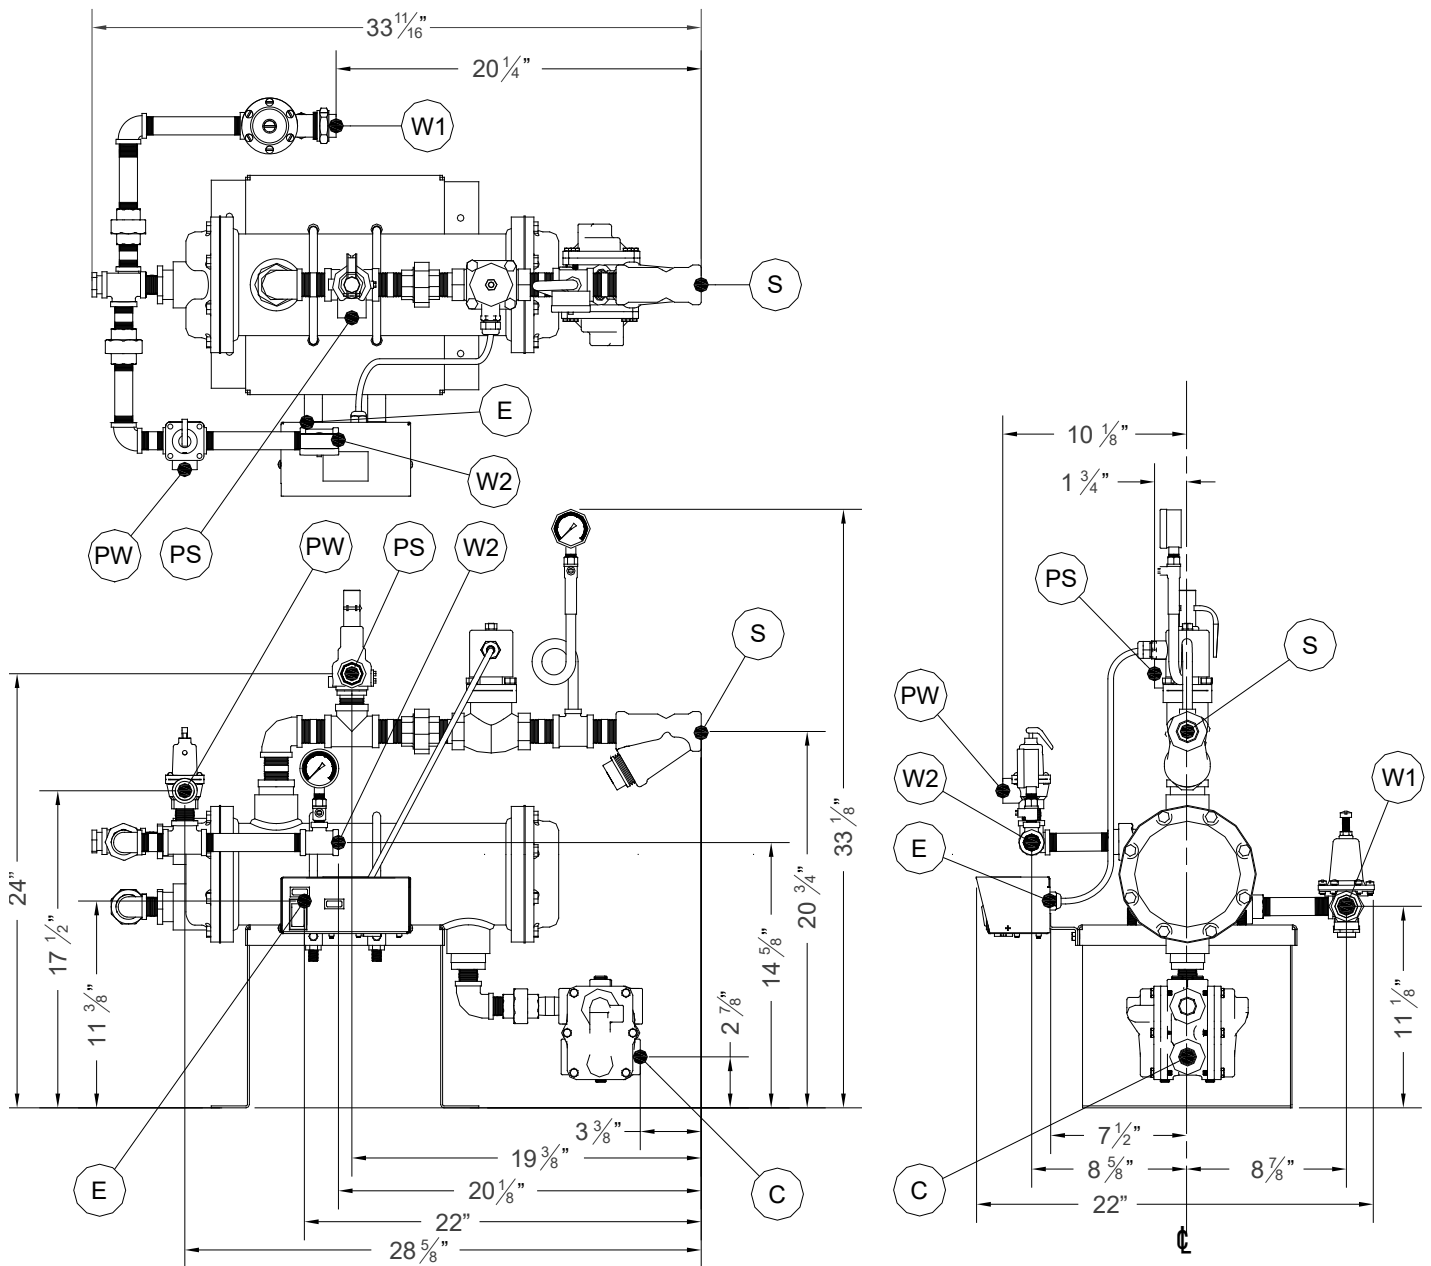 33 11/16”
20 1/4”
W1
S
E
W2
PW
PS
PW
PS
W2
S
24”
17 1/2”
11 3/8”
33 1/8”
20 3/4”
14 5/8”
2 7/8”
3 3/8”
19 3/8”
20 1/8”
22”
28 5/8”
E
C
10 1/8”
1 3/4”
PS
S
PW
W2
W1
E
11 1/8”
7 1/2”
8 5/8”
8 7/8”
C
22”
℄